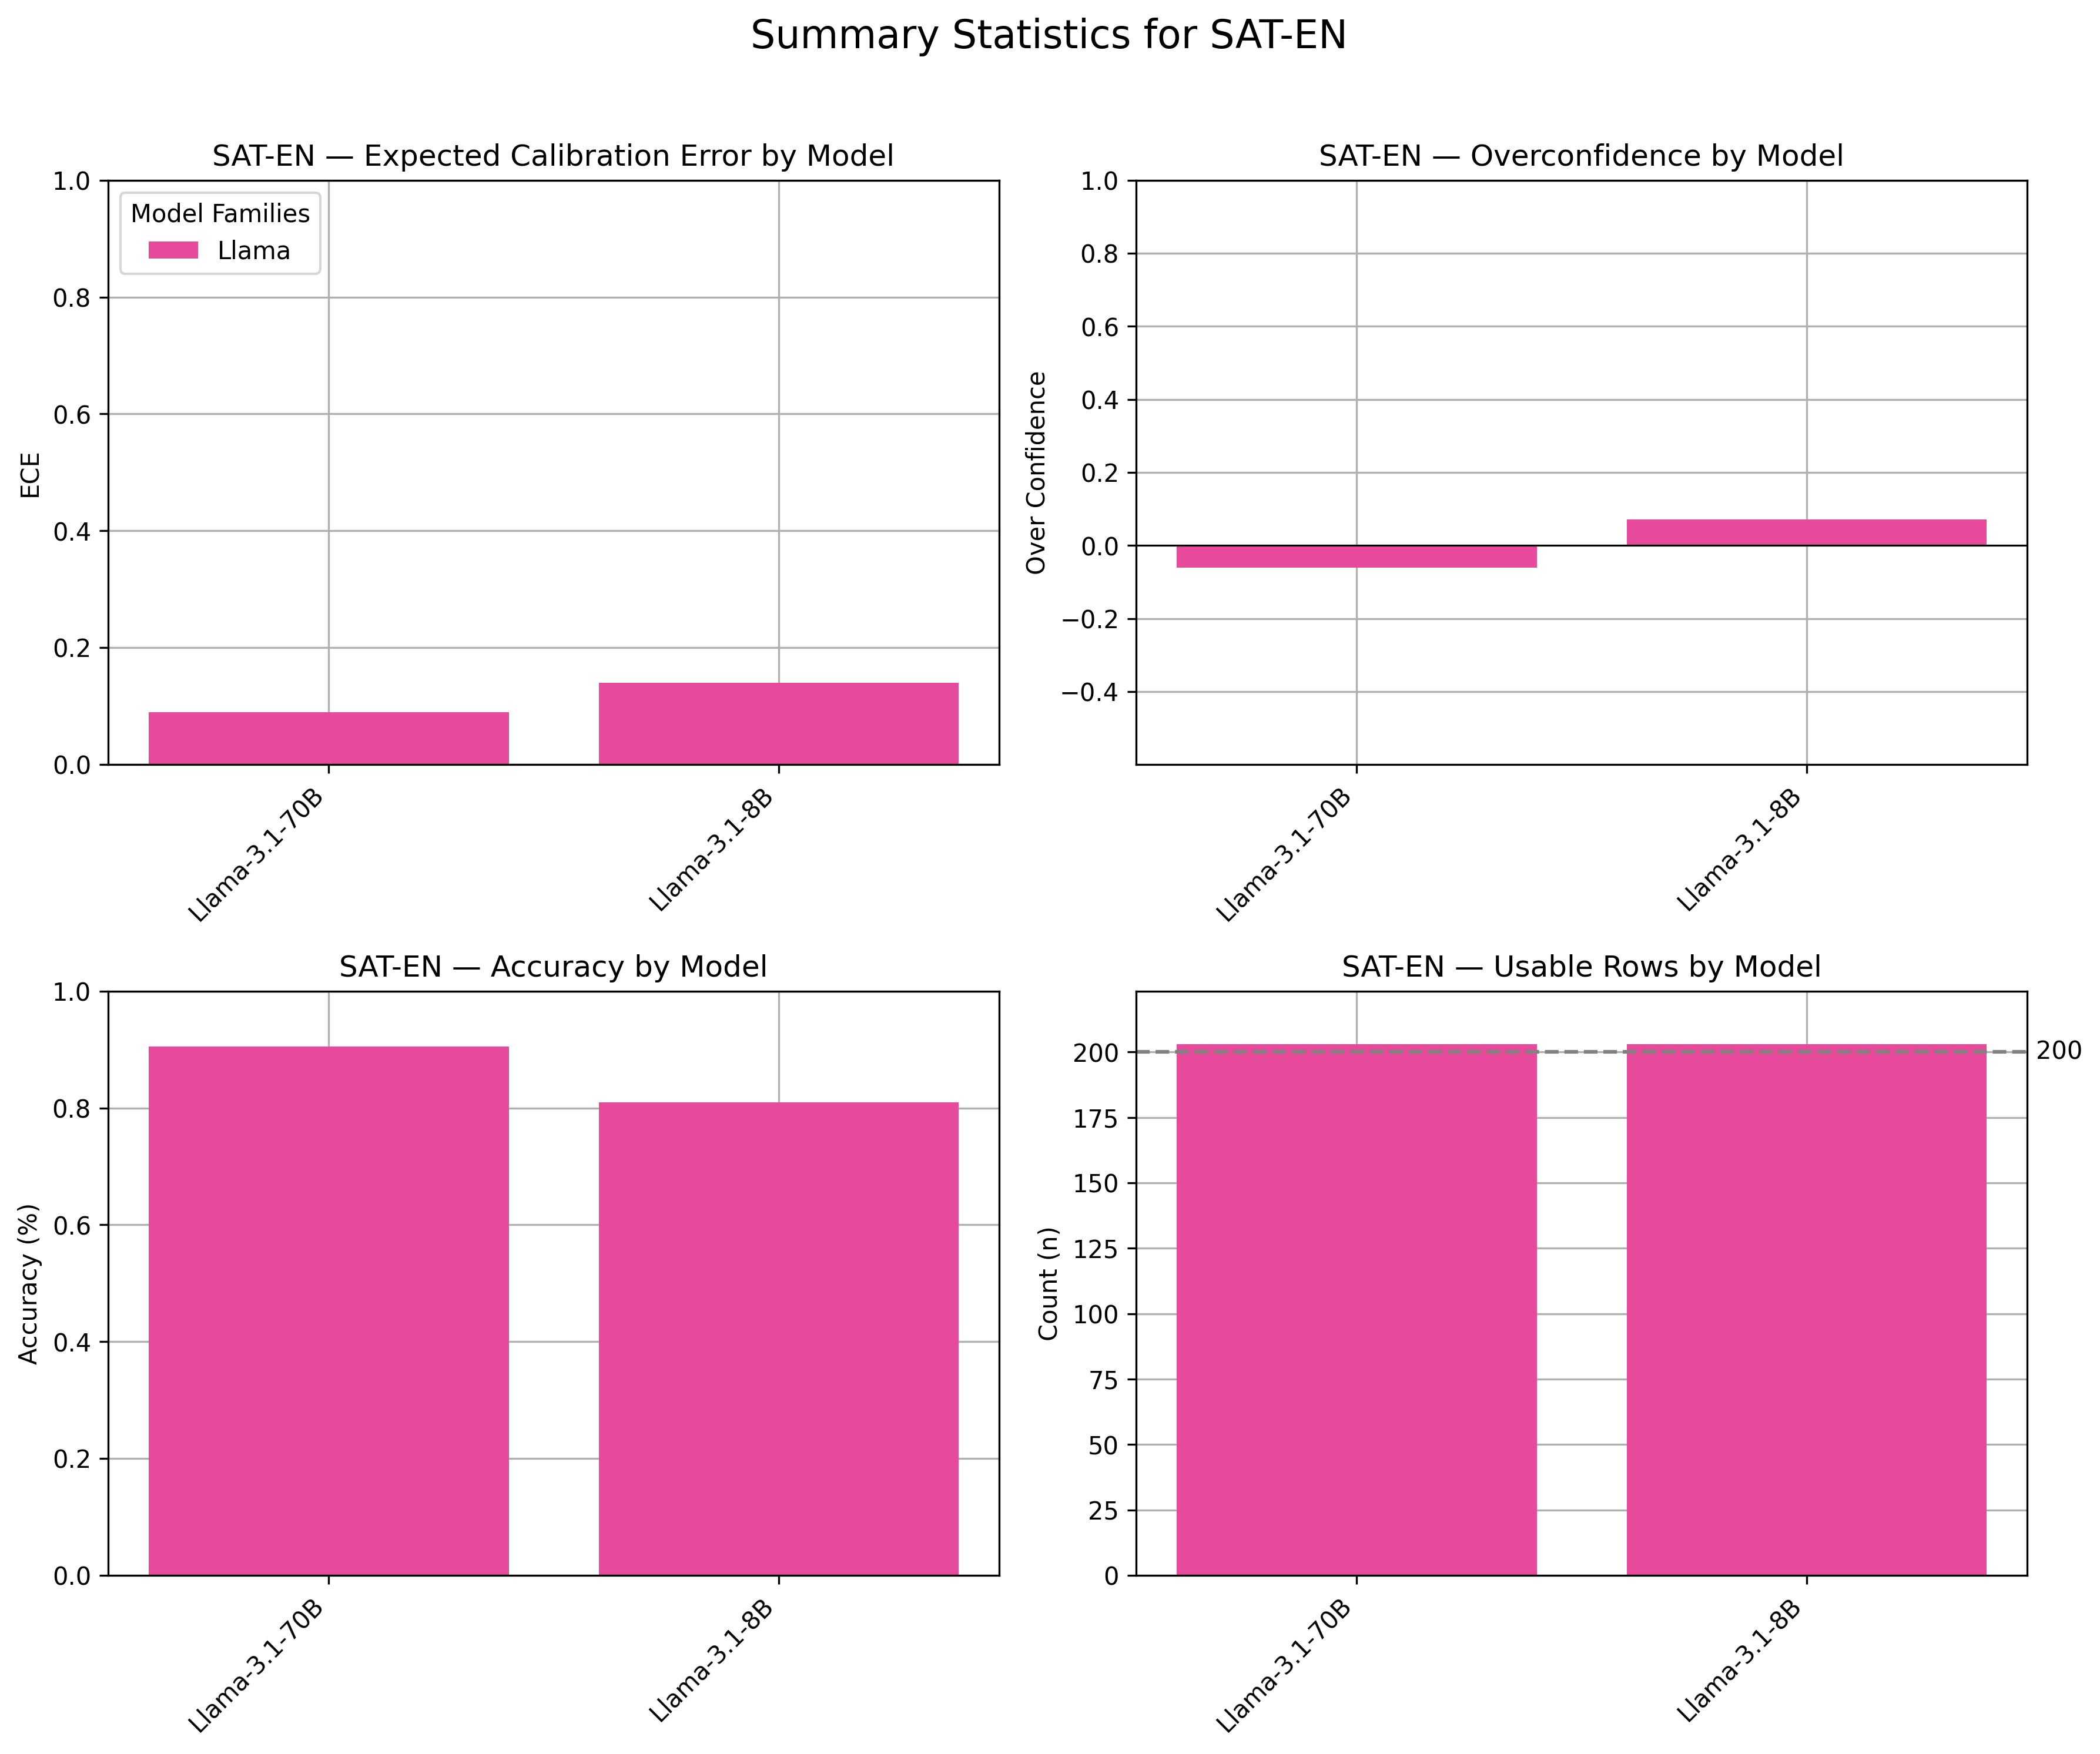 Summary Statistics for SAT-EN
SAT-EN — Expected Calibration Error by Model
1.0
0.8
0.6
0.4
0.2
0.0
ECE
Model Families
Llama
Llama-3.1-70B
Llama-3.1-8B
SAT-EN — Overconfidence by Model
1.0
0.8
0.6
0.4
0.2
0.0
−0.2
−0.4
Over Confidence
Llama-3.1-70B
Llama-3.1-8B
SAT-EN — Accuracy by Model
1.0
0.8
0.6
0.4
0.2
0.0
Accuracy (%)
Llama-3.1-70B
Llama-3.1-8B
SAT-EN — Usable Rows by Model
200
175
150
125
100
75
50
25
0
Count (n)
200
Llama-3.1-70B
Llama-3.1-8B